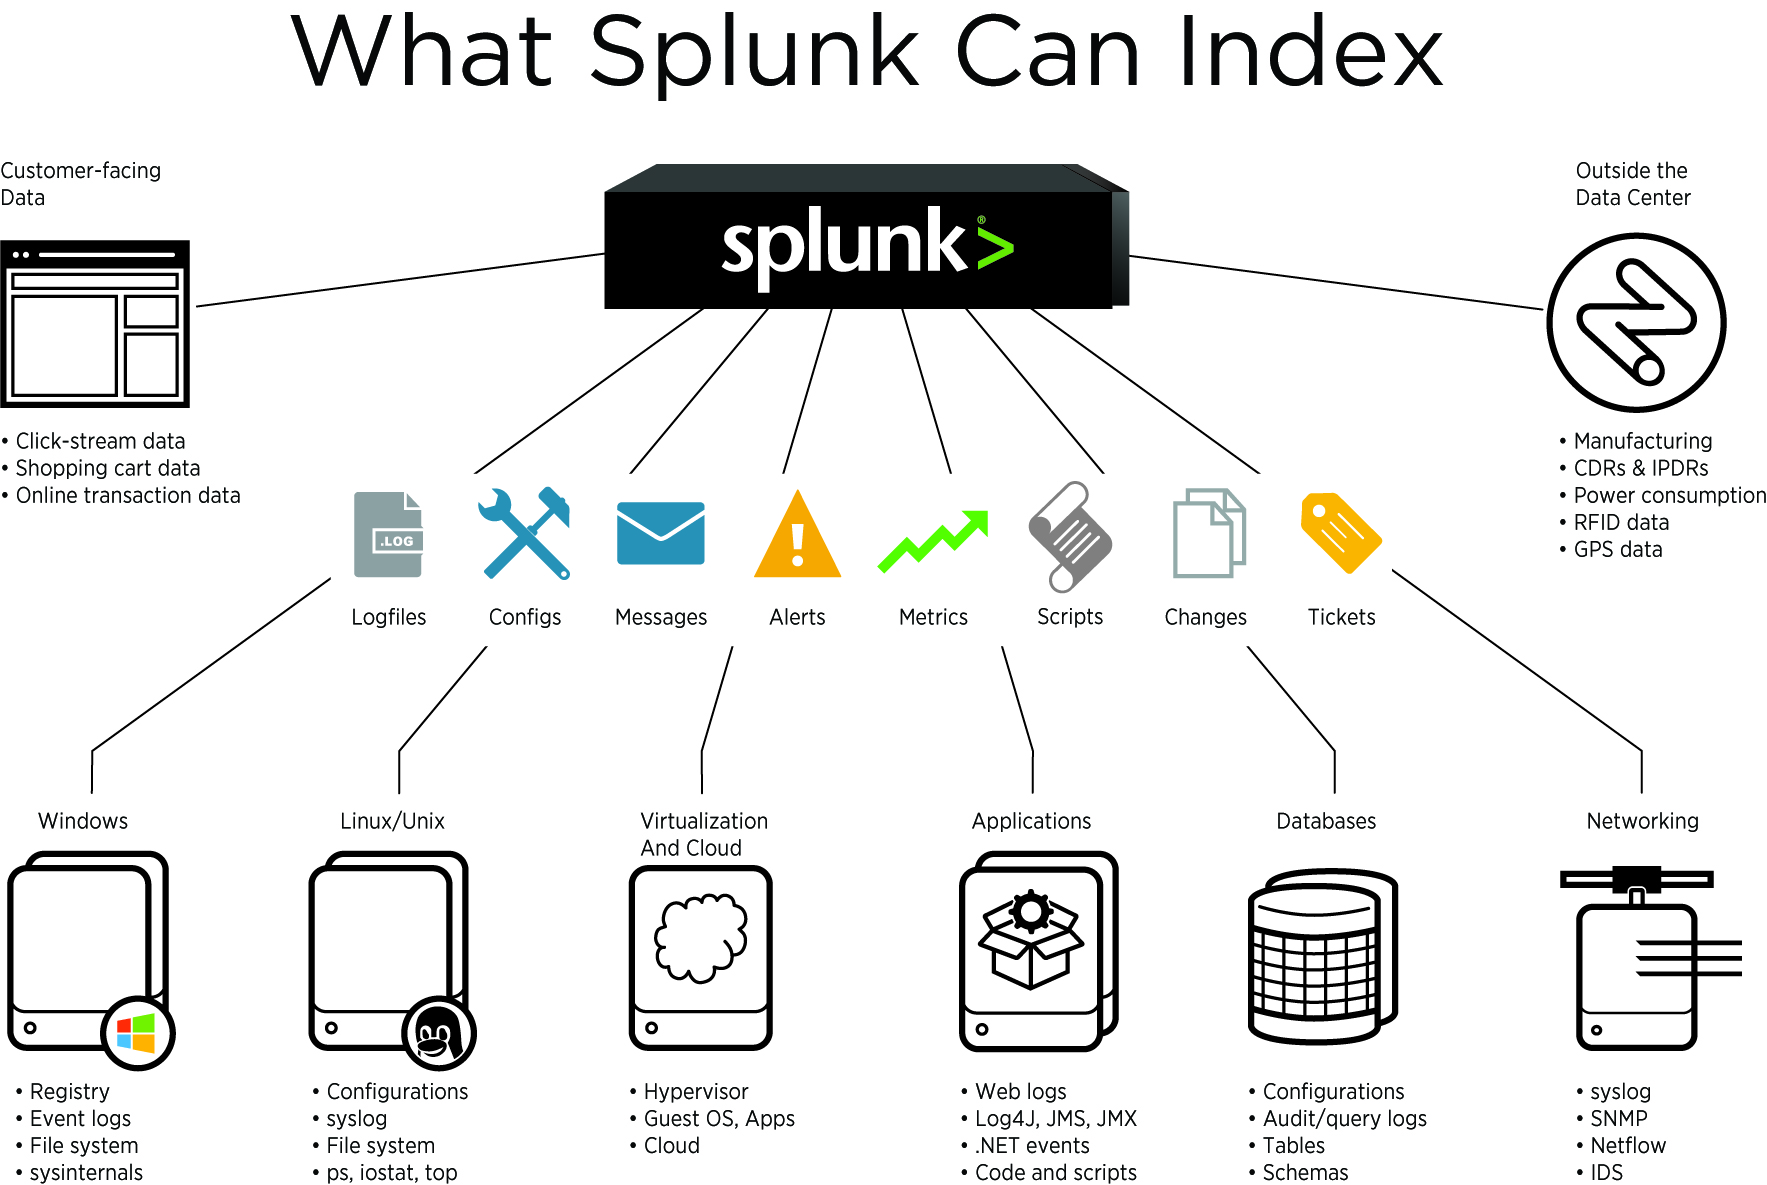 What Splunk Can Index
Customer-facing
Data
splunk>®
Outside the
Data Center
• Click-stream data
• Shopping cart data
• Online transaction data
• Manufacturing
• CDRs & IPDRs
• Power consumption
• RFID data
• GPS data
.LOG
Logfiles
Configs
Messages
Alerts
Metrics
Scripts
Changes
Tickets
Windows
• Registry
• Event logs
• File system
• sysinternals
Linux/Unix
• Configurations
• syslog
• File system
• ps, iostat, top
Virtualization
And Cloud
• Hypervisor
• Guest OS, Apps
• Cloud
Applications
• Web logs
• Log4J, JMS, JMX
• .NET events
• Code and scripts
Databases
• Configurations
• Audit/query logs
• Tables
• Schemas
Networking
• syslog
• SNMP
• Netflow
• IDS